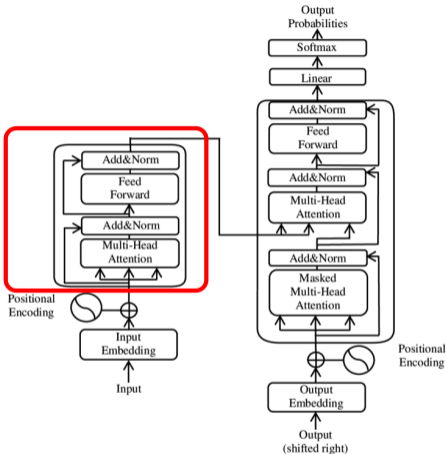 Output
Probabilities
Softmax
Linear
Add&Norm
Feed
Forward
Add&Norm
Multi-Head
Attention
Add&Norm
Masked
Multi-Head
Attention
Positional
Encoding
Output
Embedding
Output
(shifted right)
Add&Norm
Feed
Forward
Add&Norm
Multi-Head
Attention
Positional
Encoding
Input
Embedding
Input